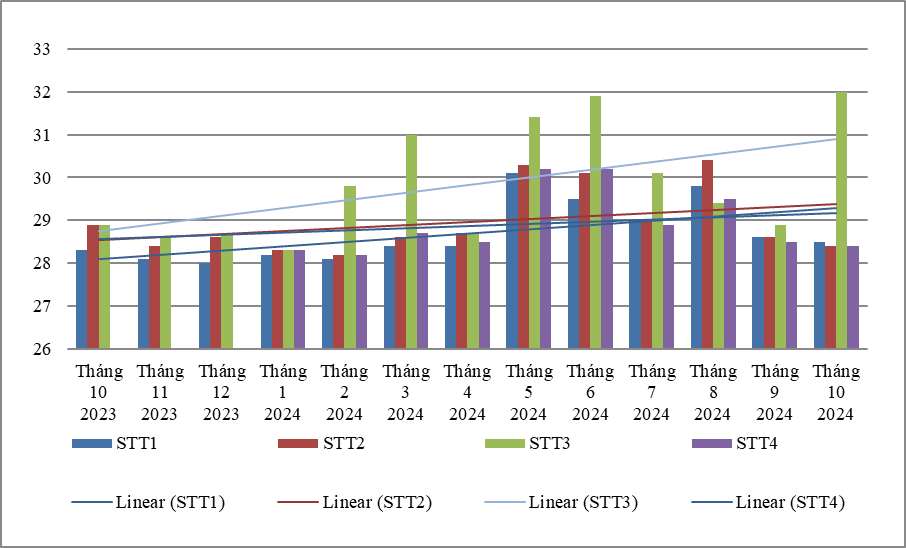 33
32
31
30
29
28
27
26
Tháng Tháng Tháng Tháng Tháng Tháng Tháng Tháng Tháng Tháng Tháng Tháng Tháng
10 11 12 1 2 3 4 5 6 7 8 9 10
2023 2023 2023 2024 2024 2024 2024 2024 2024 2024 2024 2024 2024
STT1 STT2 STT3 STT4
Linear (STT1) Linear (STT2) Linear (STT3) Linear (STT4)